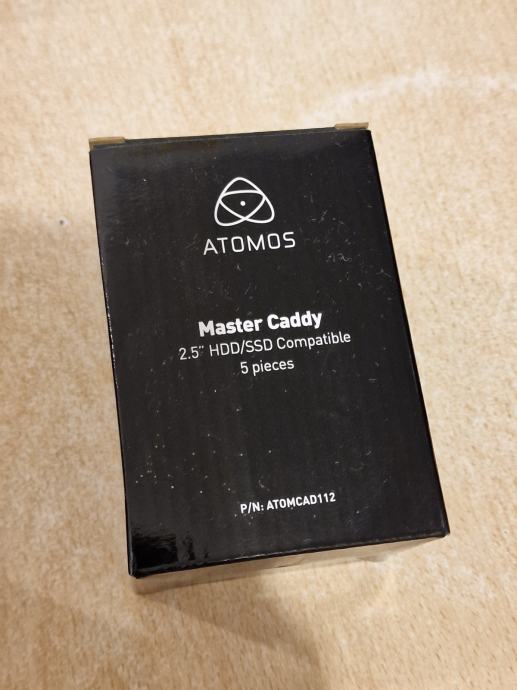 ATOMOS
Master Caddy
2.5" HDD/SSD Compatible
5 pieces
P/N: ATOMCAD112